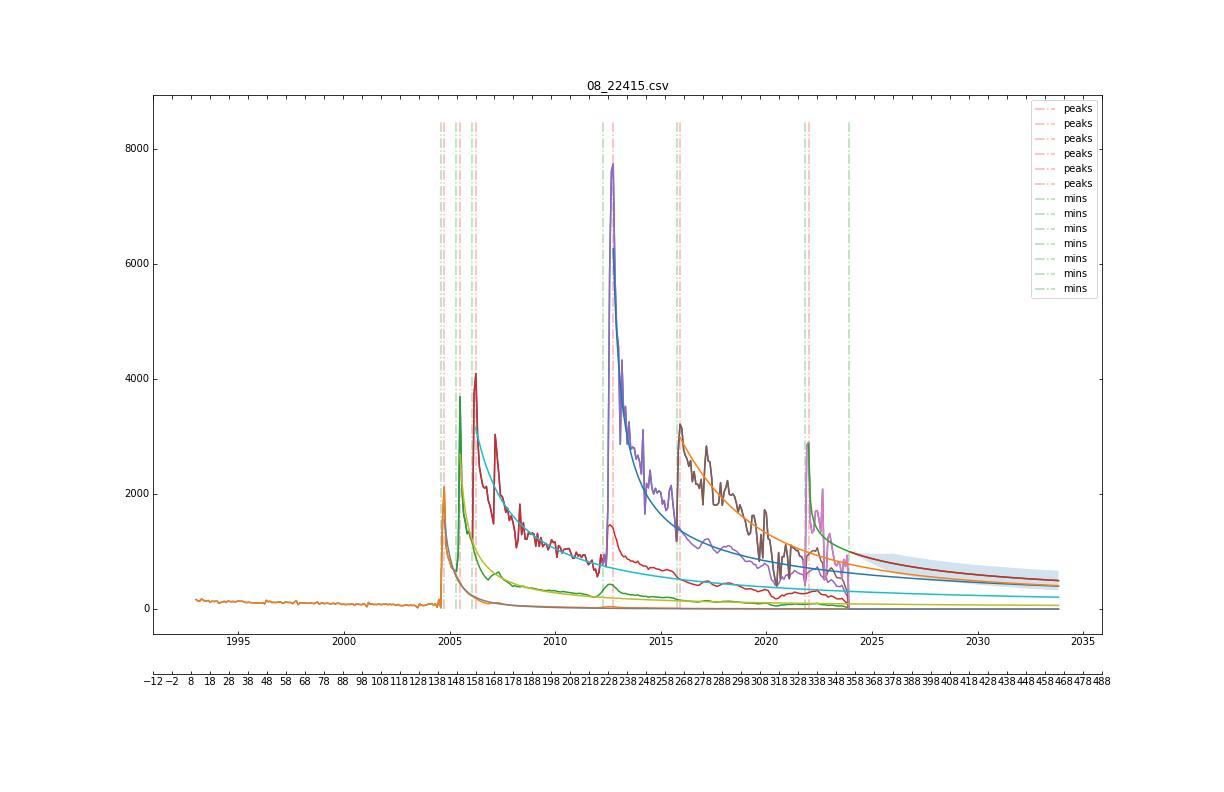 08_22415.csv
peaks
peaks
peaks
peaks
peaks
peaks
mins
mins
mins
mins
mins
mins
mins
8000
6000
4000
2000
0
1995 2000 2005 2010 2015 2020 2025 2030 2035
−12 −2 8 18 28 38 48 58 68 78 88 98 108 118 128 138 148 158 168 178 188 198 208 218 228 238 248 258 268 278 288 298 308 318 328 338 348 358 368 378 388 398 408 418 428 438 448 458 468 478 488